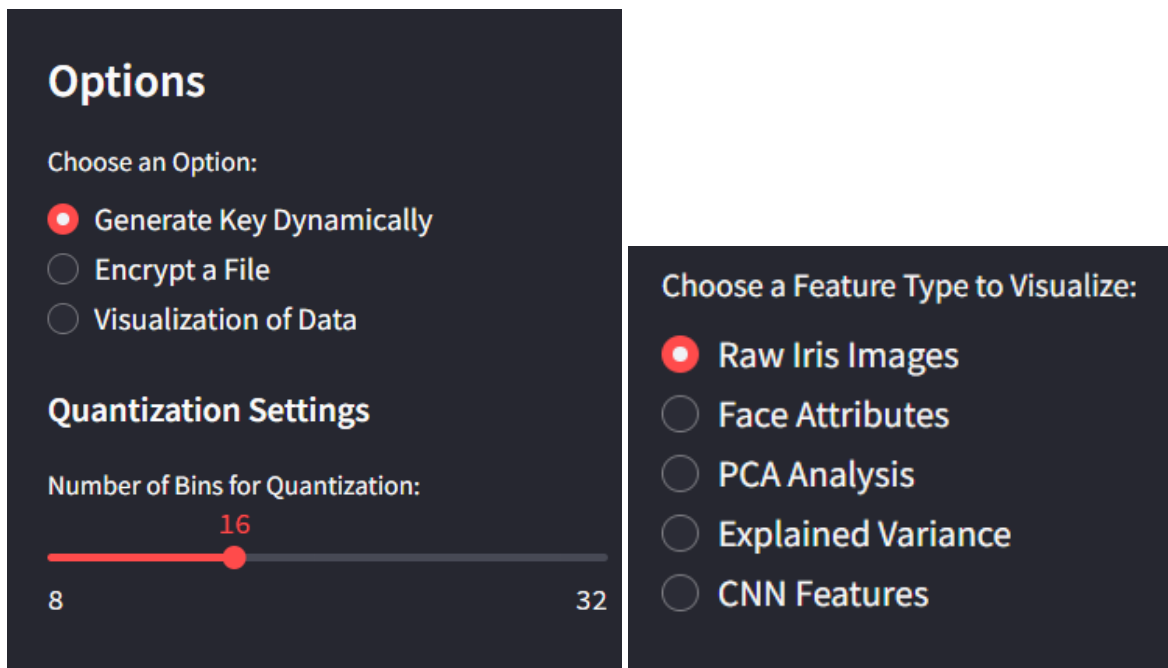 Options
Choose an Option:
Generate Key Dynamically
Encrypt a File
Visualization of Data
Quantization Settings
Number of Bins for Quantization:
16
8
32
Choose a Feature Type to Visualize:
Raw Iris Images
Face Attributes
PCA Analysis
Explained Variance
CNN Features